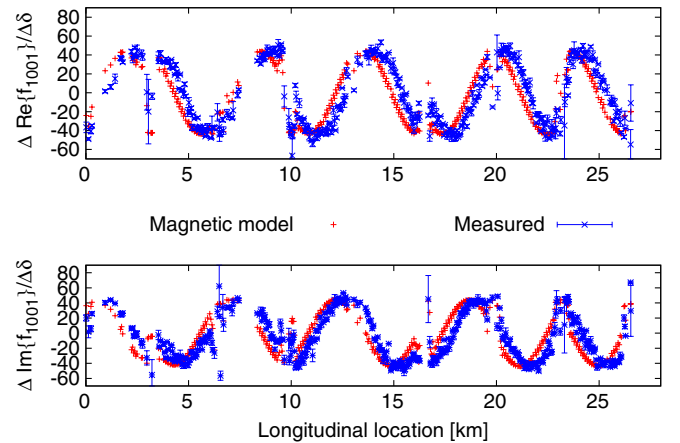 Δ Re{f1001}/Δδ
80
60
40
20
0
-20
-40
-60
0 5 10 15 20 25
Magnetic model Measured
Δ Im{f1001}/Δδ
80
60
40
20
0
-20
-40
-60
0 5 10 15 20 25
Longitudinal location [km]